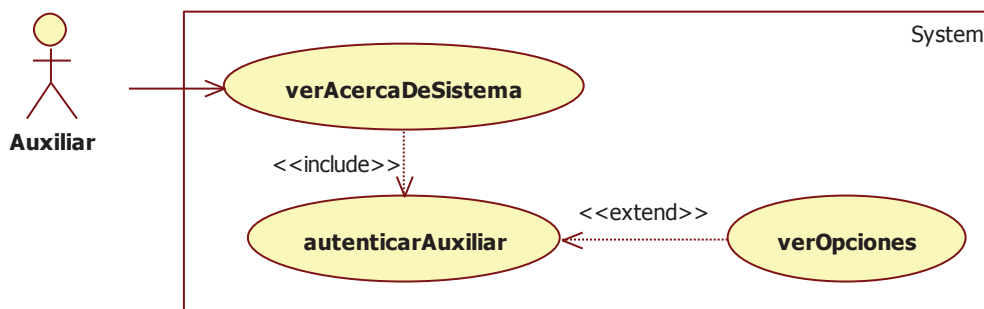 System
verAcercaDeSistema
Auxiliar
<<include>>
<<extend>>
autenticarAuxiliar
verOpciones